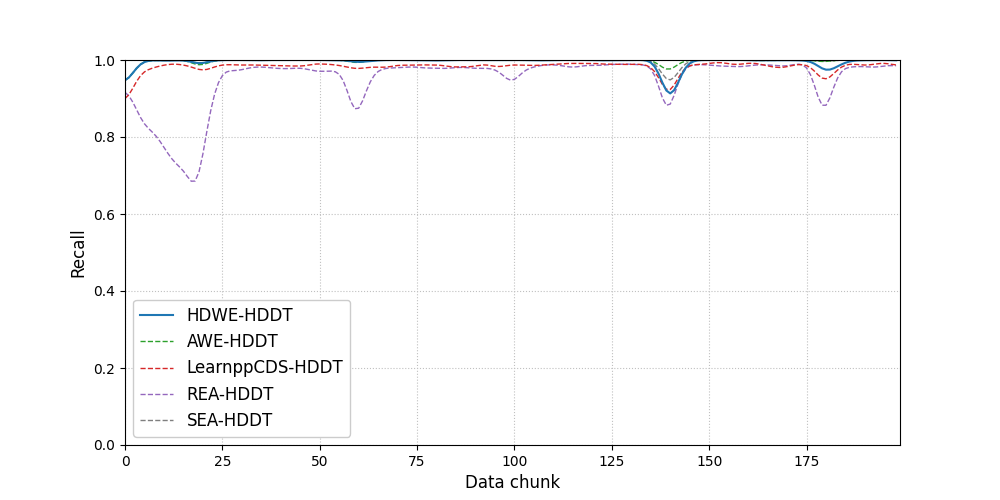 1.0
0.8
0.6
0.4
0.2
0.0
Recall
HDWE-HDDT
AWE-HDDT
LearnppCDS-HDDT
REA-HDDT
SEA-HDDT
0 25 50 75 100 125 150 175
Data chunk